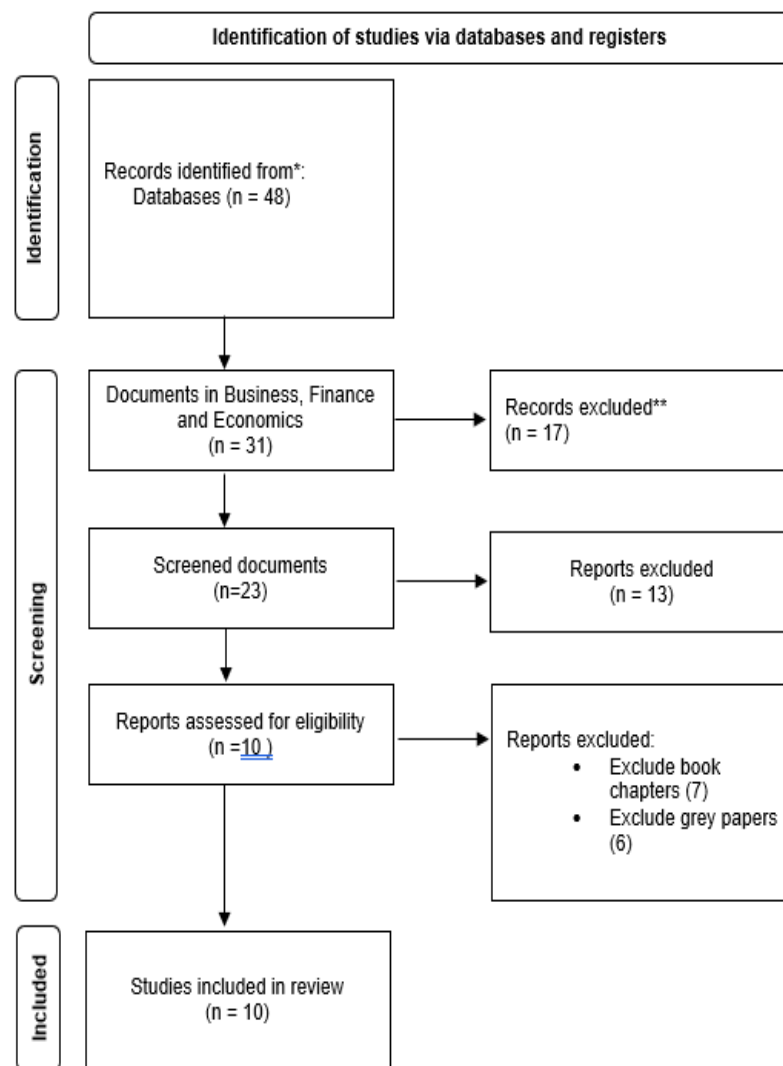 Identification of studies via databases and registers
Identification
Records identified from*:
Databases (n = 48)
Screening
Documents in Business, Finance
and Economics
(n = 31)
Records excluded**
(n = 17)
Screened documents
(n=23)
Reports excluded
(n = 13)
Reports assessed for eligibility
(n =10 )
Reports excluded:
• Exclude book
chapters (7)
• Exclude grey papers
(6)
Included
Studies included in review
(n = 10)